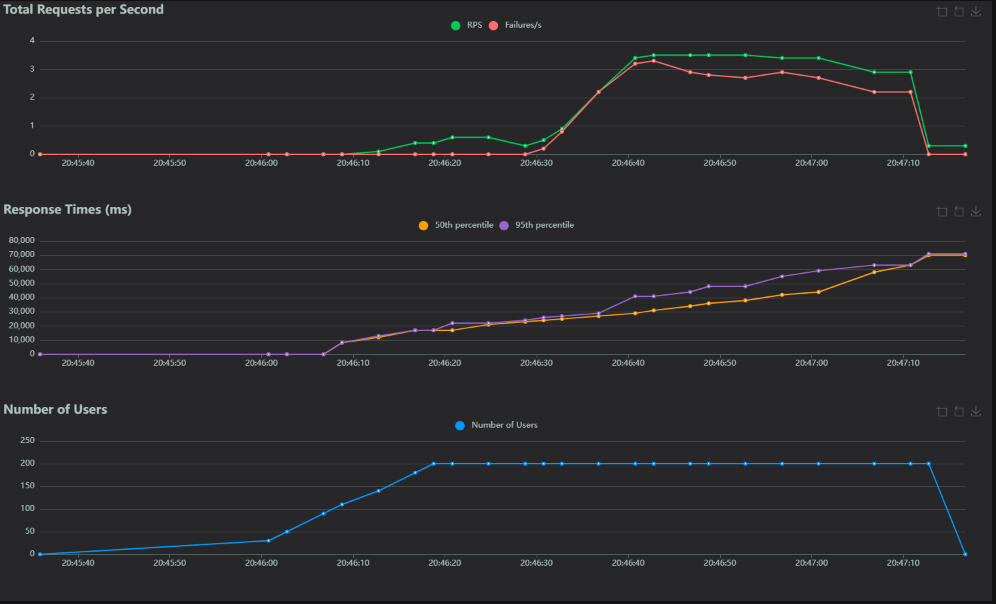 Total Requests per Second
RPS Failures/s
4
3
2
1
0
20:45:40 20:45:50 20:46:00 20:46:10 20:46:20 20:46:30 20:46:40 20:46:50 20:47:00 20:47:10
Response Times (ms)
50th percentile 95th percentile
80,000
70,000
60,000
50,000
40,000
30,000
20,000
10,000
0
20:45:40 20:45:50 20:46:00 20:46:10 20:46:20 20:46:30 20:46:40 20:46:50 20:47:00 20:47:10
Number of Users
Number of Users
250
200
150
100
50
0
20:45:40 20:45:50 20:46:00 20:46:10 20:46:20 20:46:30 20:46:40 20:46:50 20:47:00 20:47:10